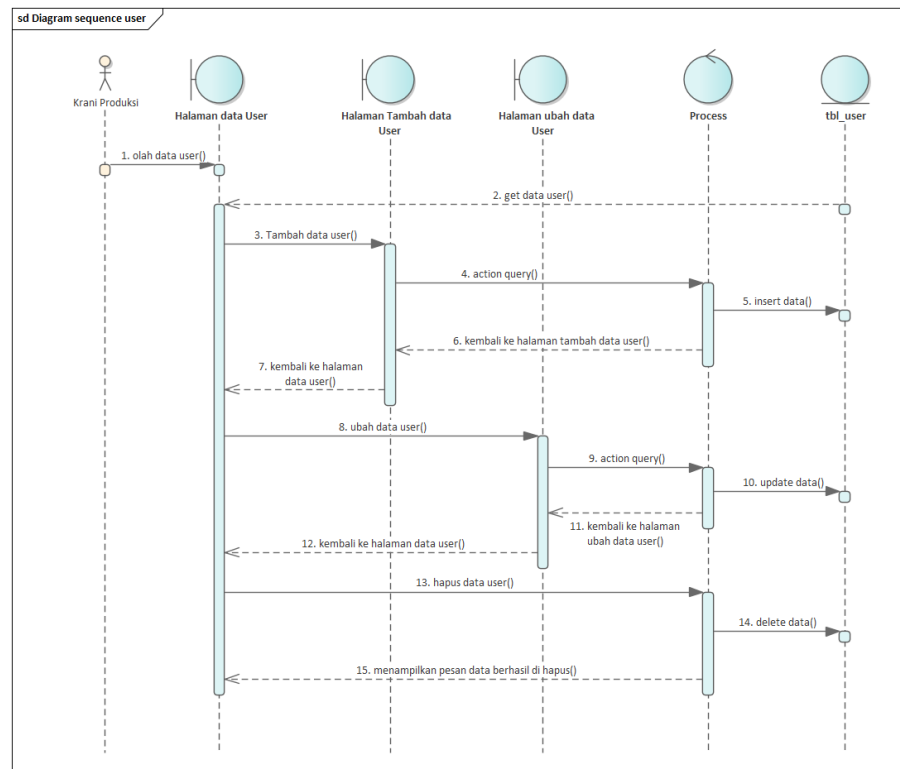 sd Diagram sequence user
Krani Produksi
Halaman data User
Halaman Tambah data
User
Halaman ubah data
User
Process
tbl_user
1. olah data user()
2. get data user()
3. Tambah data user()
4. action query()
5. insert data()
6. kembali ke halaman tambah data user()
7. kembali ke halaman
data user()
8. ubah data user()
9. action query()
10. update data()
11. kembali ke halaman
ubah data user()
12. kembali ke halaman data user()
13. hapus data user()
14. delete data()
15. menampilkan pesan data berhasil di hapus()